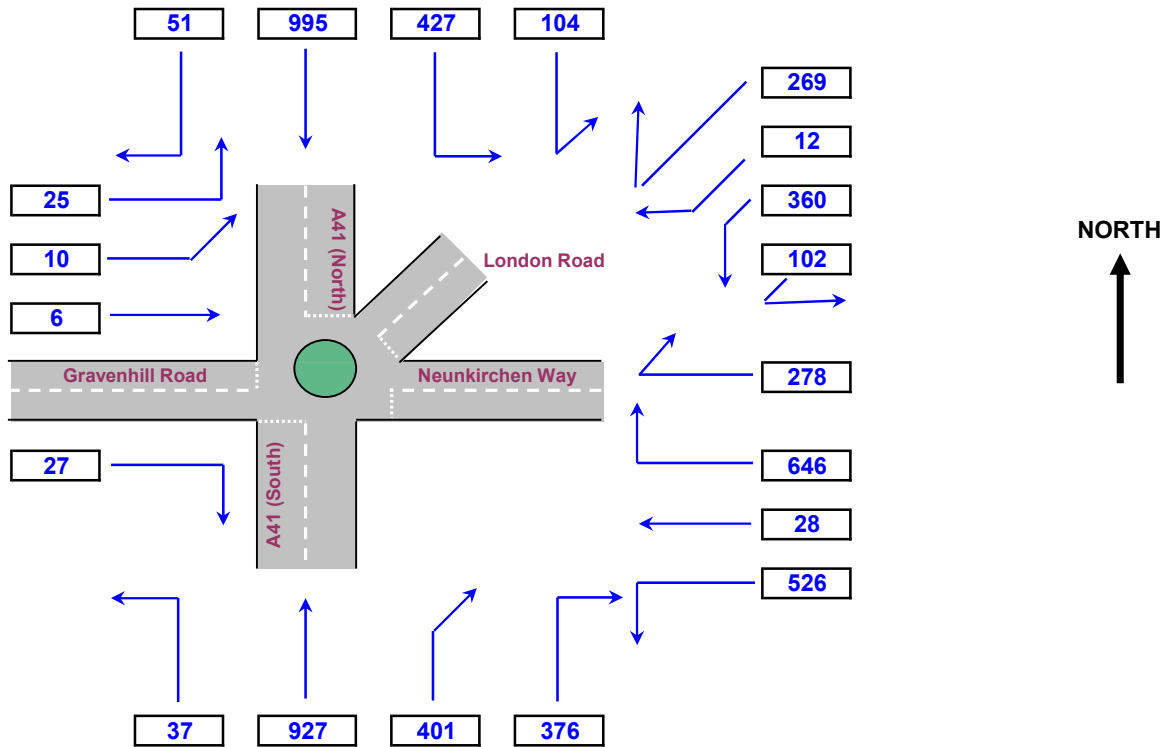 51 995 427 104
269
12
25
360
NORTH
10
102
A41 (North)
London Road
6
Gravenhill Road
Neunkirchen Way
278
27
A41 (South)
646
28
526
37 927 401 376